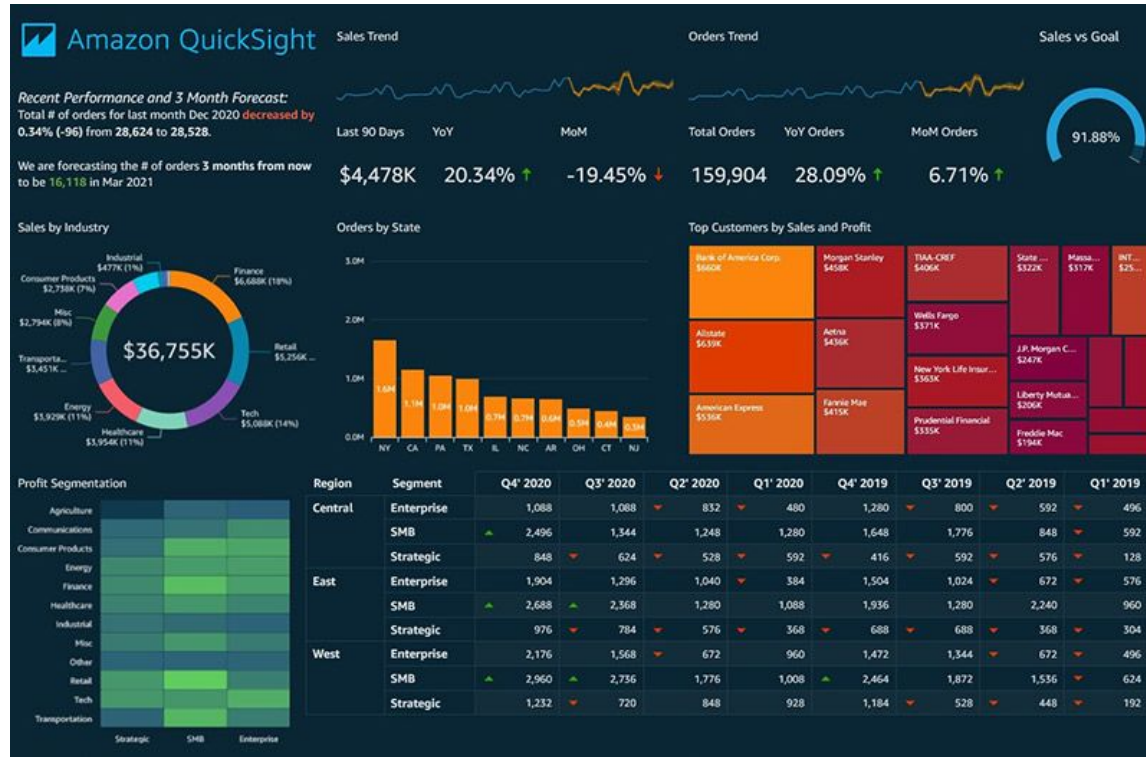 Amazon QuickSight
Recent Performance and 3 Month Forecast:
Total # of orders for last month Dec 2020 decreased by
0.34% (-96) from 28,624 to 28,528.
We are forecasting the # of orders 3 months from now
to be 16,118 in Mar 2021
Sales Trend
Last 90 Days YoY MoM
$4,478K 20.34% -19.45%
Orders Trend
Total Orders YoY Orders MoM Orders
159,904 28.09% 6.71%
Sales vs Goal
91.88%
Sales by Industry
Industrial
$477K (1%)
Consumer Products
$2,738K (7%)
Misc
$2,794K (8%)
Transporta...
$3,451K ...
Energy
$3,929K (11%)
Healthcare
$3,954K (11%)
Finance
$6,688K (18%)
Retail
$5,256K ...
Tech
$5,088K (14%)
$36,755K
Orders by State
3.0M
2.0M
1.0M
0.0M
1.6M 1.1M 1.0M 1.0M 0.7M 0.7M 0.6M 0.5M 0.4M 0.3M
NY CA PA TX IL NC AR OH CT NJ
Top Customers by Sales and Profit
Bank of America Corp.
$660K
Allstate
$639K
American Express
$536K
Morgan Stanley
$458K
Aetna
$436K
Fannie Mae
$415K
TIAA-CREF
$406K
Wells Fargo
$371K
New York Life Insur...
$363K
Prudential Financial
$335K
State ...
$322K
Massa...
$317K
INT...
$25...
J.P. Morgan C...
$247K
Liberty Mutua...
$206K
Freddie Mac
$194K
Profit Segmentation
Agriculture
Communications
Consumer Products
Energy
Finance
Healthcare
Industrial
Misc
Other
Retail
Tech
Transportation
Strategic SMB Enterprise
Region Segment Q4' 2020 Q3' 2020 Q2' 2020 Q1' 2020 Q4' 2019 Q3' 2019 Q2' 2019 Q1' 2019
Central Enterprise 1,088 1,088 832 480 1,280 800 592 496
SMB 2,496 1,344 1,248 1,280 1,648 1,776 848 592
Strategic 848 624 528 592 416 592 576 128
East Enterprise 1,904 1,296 1,040 384 1,504 1,024 672 576
SMB 2,688 2,368 1,280 1,088 1,936 1,280 2,240 960
Strategic 976 784 576 368 688 688 368 304
West Enterprise 2,176 1,568 672 960 1,472 1,344 672 496
SMB 2,960 2,736 1,776 1,008 2,464 1,872 1,536 624
Strategic 1,232 720 848 928 1,184 528 448 192